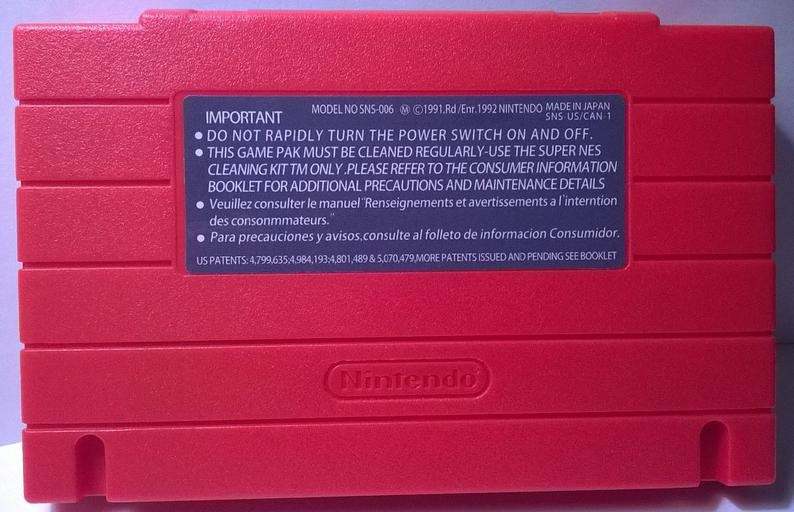 IMPORTANT MODEL NO SNS-006 Ⓜ ©1991.Rd /Enr.1992 NINTENDO MADE IN JAPAN
SNS-US/CAN-1
● DO NOT RAPIDLY TURN THE POWER SWITCH ON AND OFF.
● THIS GAME PAK MUST BE CLEANED REGULARLY-USE THE SUPER NES
CLEANING KIT TM ONLY .PLEASE REFER TO THE CONSUMER INFORMATION
BOOKLET FOR ADDITIONAL PRECAUTIONS AND MAINTENANCE DETAILS
● Veuillez consulter le manuel "Renseignements et avertissements a l'interntion
des consonmmateurs."
● Para precauciones y avisos,consulte al folleto de informacion Consumidor.
US PATENTS: 4,799,635;4,984,193;4,801,489 & 5,070,479,MORE PATENTS ISSUED AND PENDING SEE BOOKLET
Nintendo